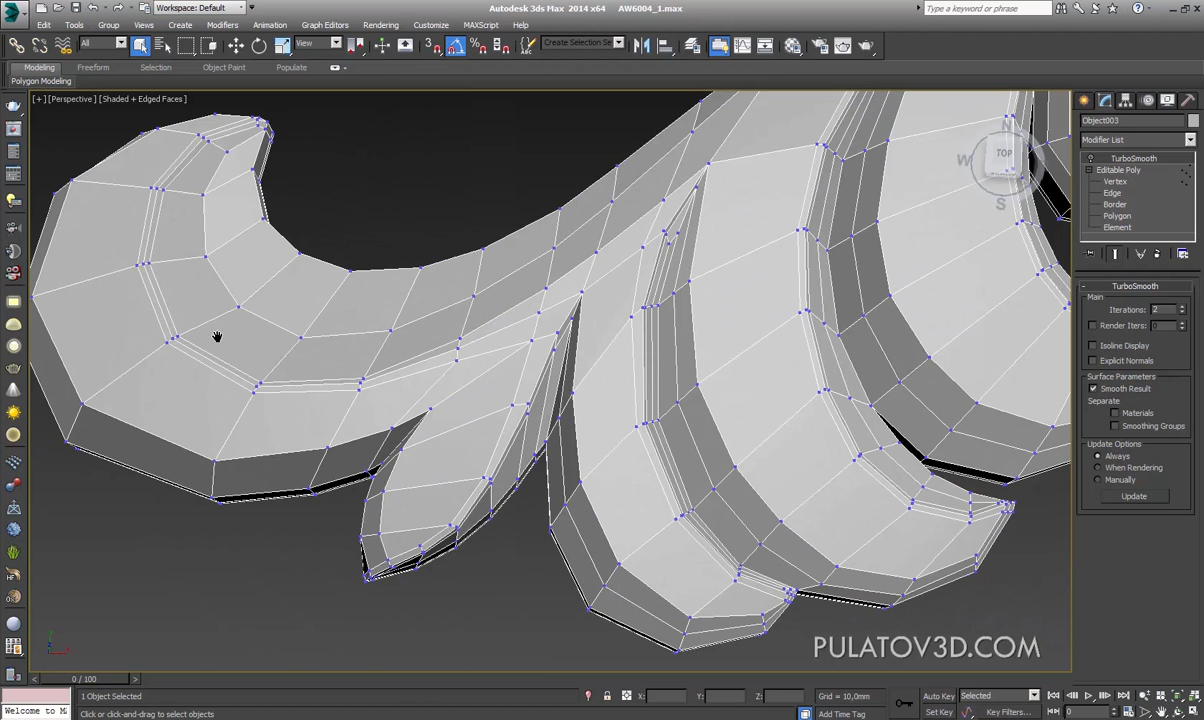 Workspace: Default
Autodesk 3ds Max 2014 x64 AW6004_1.max
Type a keyword or phrase
Edit Tools Group Views Create Modifiers Animation Graph Editors Rendering Customize MAXScript Help
All
View
Create Selection Se
Modeling Freeform Selection Object Paint Populate
Polygon Modeling
[+] [Perspective] [Shaded + Edged Faces]
N
W
TOP
S
Object003
Modifier List
TurboSmooth
Editable Poly
Vertex
Edge
Border
Polygon
Element
TurboSmooth
Main
Iterations: 2
Render Iters: 0
Isoline Display
Explicit Normals
Surface Parameters
Smooth Result
Separate
Materials
Smoothing Groups
Update Options
Always
When Rendering
Manually
Update
PULATOV3D.COM
0 / 100
1 Object Selected
X: Y: Z: Grid = 10,0mm
Auto Key Selected
Welcome to M
Click or click-and-drag to select objects
Add Time Tag
Set Key Key Filters...
0